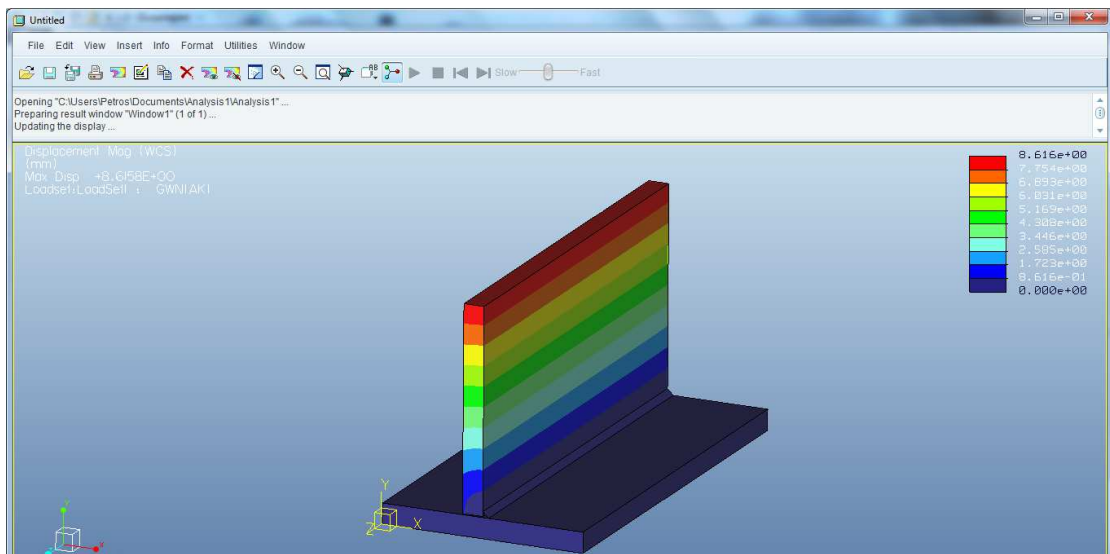 Untitled
File Edit View Insert Info Format Utilities Window
Slow Fast
Opening "C:\Users\Petros\Documents\Analysis1\Analysis1" ...
Preparing result window "Window1" (1 of 1) ...
Updating the display ...
Displacement Mag (WCS)
(mm)
Max Disp +8.6158E+00
Loadset:LoadSet1 : GWNIAKI
8.616e+00
7.754e+00
6.893e+00
6.031e+00
5.169e+00
4.308e+00
3.446e+00
2.585e+00
1.723e+00
8.616e-01
0.000e+00
Y
Z X
Y
X